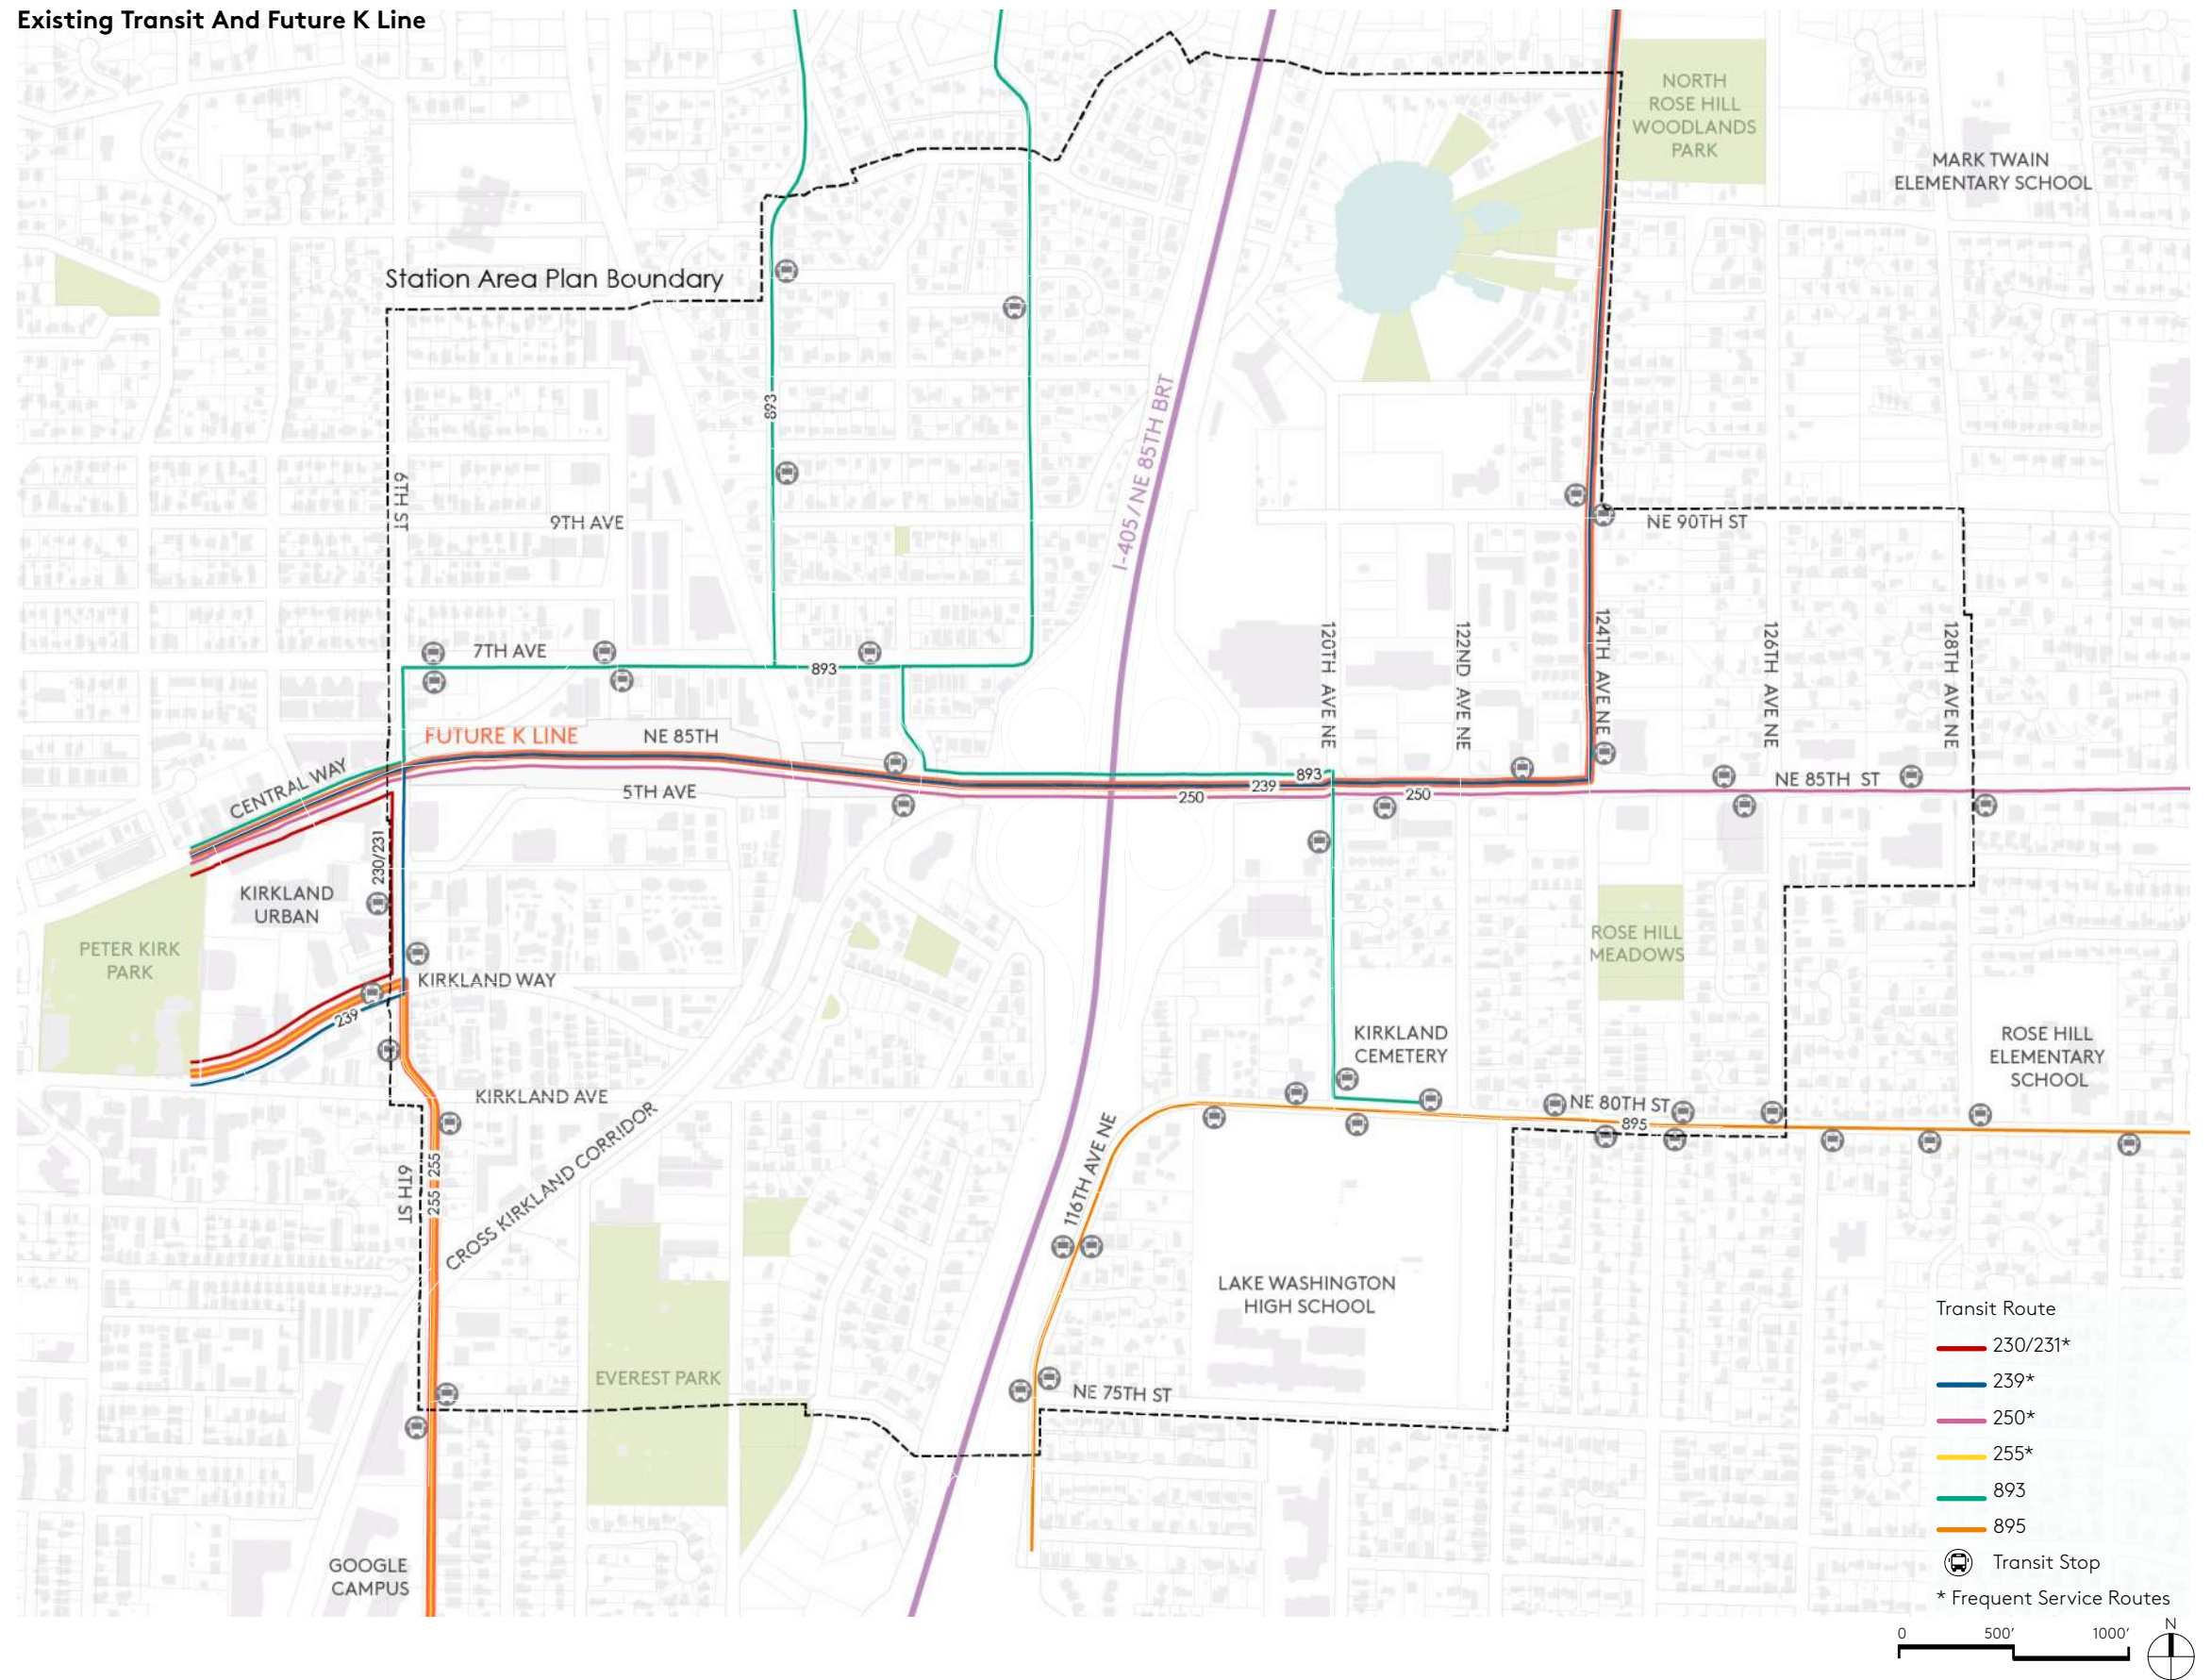 Existing Transit And Future K Line
NORTH
ROSE HILL
WOODLANDS
PARK
MARK TWAIN
ELEMENTARY SCHOOL
Station Area Plan Boundary
893
I-405/NE 85TH BRT
6TH ST
9TH AVE
NE 90TH ST
7TH AVE
893
120TH AVE NE
122ND AVE NE
124TH AVE NE
126TH AVE NE
128TH AVE NE
FUTURE K LINE
NE 85TH
CENTRAL WAY
5TH AVE
893
239
250
250
NE 85TH ST
230/231
KIRKLAND
URBAN
PETER KIRK
PARK
ROSE HILL
MEADOWS
KIRKLAND WAY
239
KIRKLAND
CEMETERY
ROSE HILL
ELEMENTARY
SCHOOL
KIRKLAND AVE
NE 80TH ST
895
116TH AVE NE
CROSS KIRKLAND CORRIDOR
6TH ST
255 255
LAKE WASHINGTON
HIGH SCHOOL
EVEREST PARK
NE 75TH ST
GOOGLE
CAMPUS
Transit Route
230/231*
239*
250*
255*
893
895
Transit Stop
* Frequent Service Routes
0 500' 1000'
N